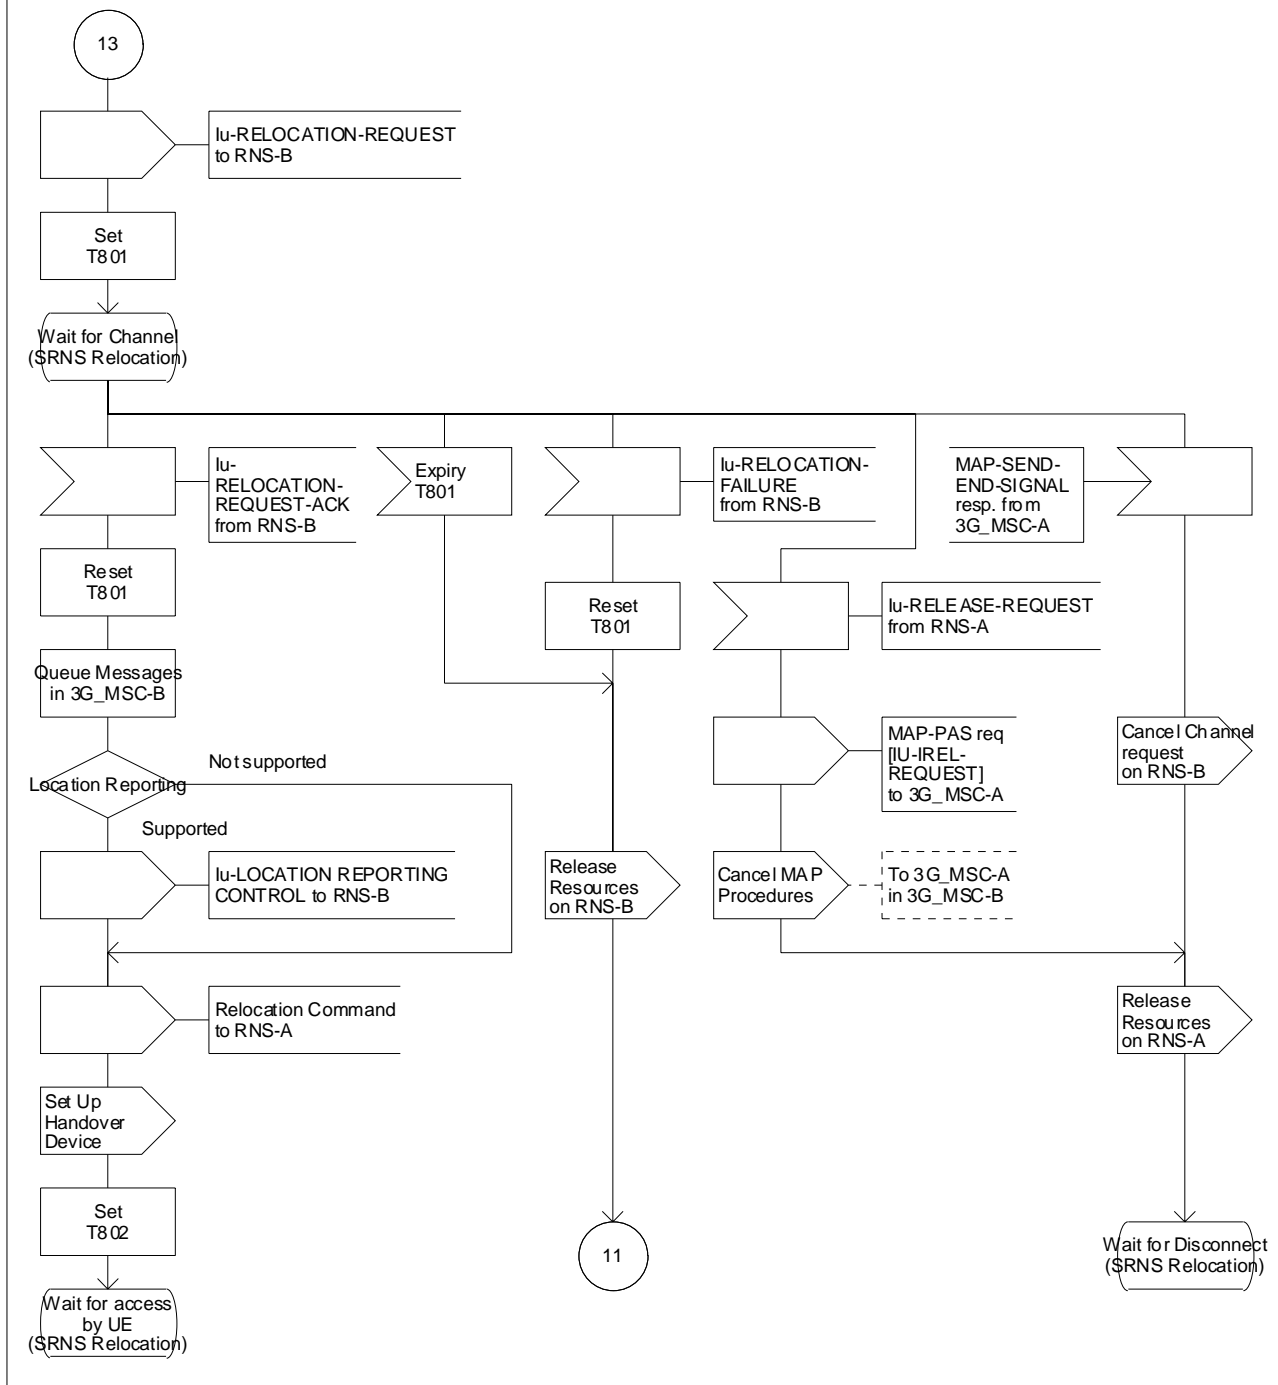 13
Iu-RELOCATION-REQUEST
to RNS-B
Set
T801
Wait for Channel
(SRNS Relocation)
Iu-
RELOCATION-
REQUEST-ACK
from RNS-B
Expiry
T801
Iu-RELOCATION-
FAILURE
from RNS-B
MAP-SEND-
END-SIGNAL
resp. from
3G_MSC-A
Reset
T801
Reset
T801
Iu-RELEASE-REQUEST
from RNS-A
Queue Messages
in 3G_MSC-B
MAP-PAS req
[IU-IREL-
REQUEST]
to 3G_MSC-A
Cancel Channel
request
on RNS-B
Location Reporting
Not supported
Supported
Iu-LOCATION REPORTING
CONTROL to RNS-B
Release
Resources
on RNS-B
Cancel MAP
Procedures
To 3G_MSC-A
in 3G_MSC-B
Relocation Command
to RNS-A
Release
Resources
on RNS-A
Set Up
Handover
Device
Set
T802
11
Wait for Disconnect
(SRNS Relocation)
Wait for access
by UE
(SRNS Relocation)